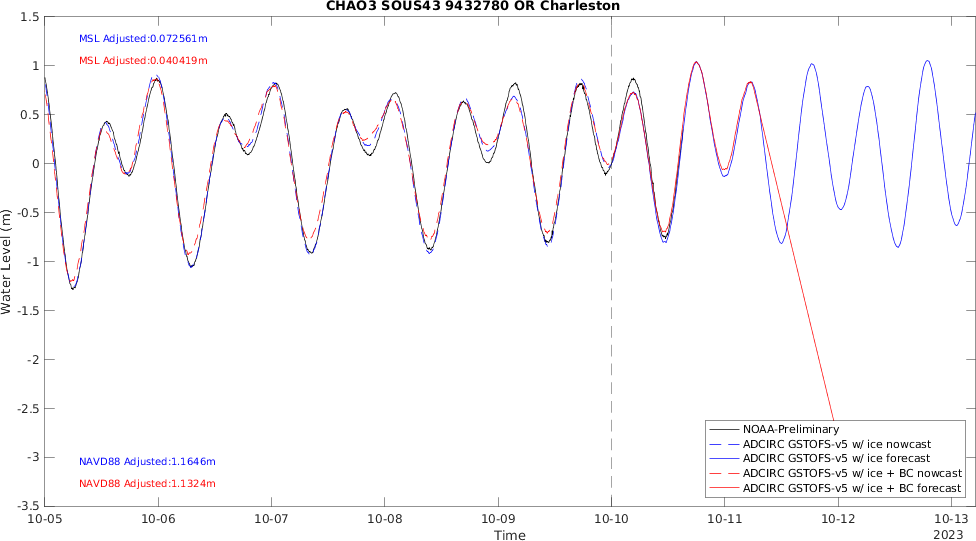 CHAO3 SOUS43 9432780 OR Charleston
1.5
MSL Adjusted:0.072561m
MSL Adjusted:0.040419m
1
0.5
0
-0.5
-1
-1.5
-2
-2.5
-3
-3.5
Water Level (m)
NAVD88 Adjusted:1.1646m
NAVD88 Adjusted:1.1324m
NOAA-Preliminary
ADCIRC GSTOFS-v5 w/ ice nowcast
ADCIRC GSTOFS-v5 w/ ice forecast
ADCIRC GSTOFS-v5 w/ ice + BC nowcast
ADCIRC GSTOFS-v5 w/ ice + BC forecast
10-05 10-06 10-07 10-08 10-09 10-10 10-11 10-12 10-13
Time
2023